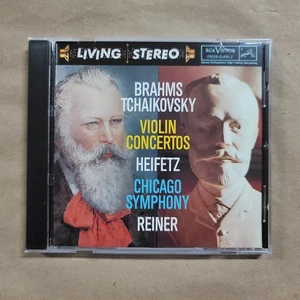 LIVING STEREO
RCA VICTOR
BRAHMS
TCHAIKOVSKY
VIOLIN
CONCERTOS
HEIFETZ
CHICAGO
SYMPHONY
REINER